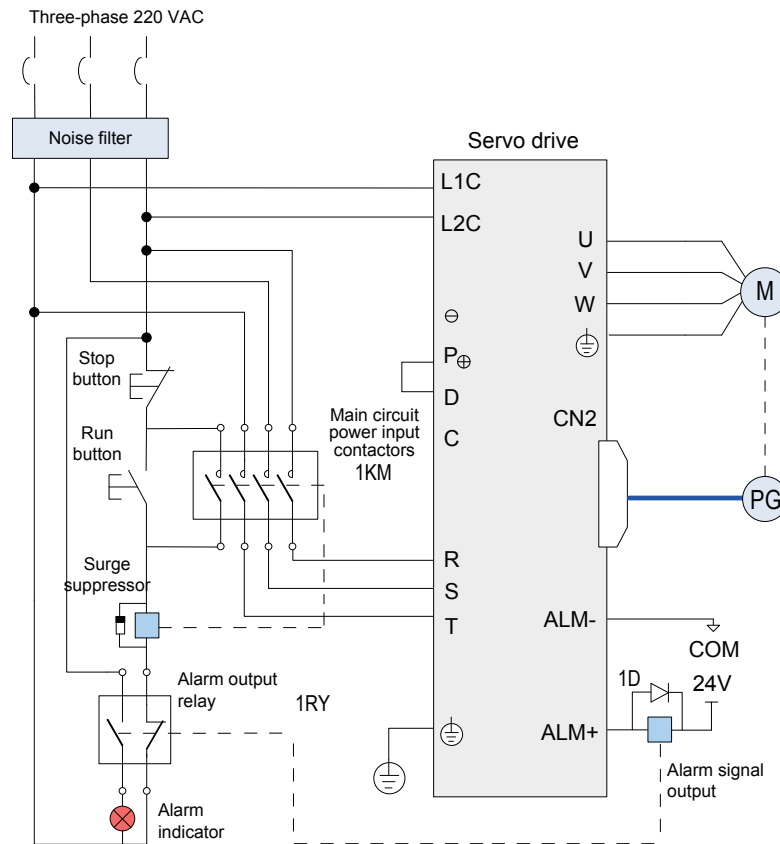 Three-phase 220 VAC
Noise filter
Servo drive
L1C
L2C
U
V
W
M
⊖
P⊕
D
C
Stop
button
Run
button
Main circuit
power input
contactors
1KM
CN2
PG
Surge
suppressor
R
S
T
ALM-
COM
1D
24V
Alarm output
relay
1RY
ALM+
Alarm signal
output
Alarm
indicator